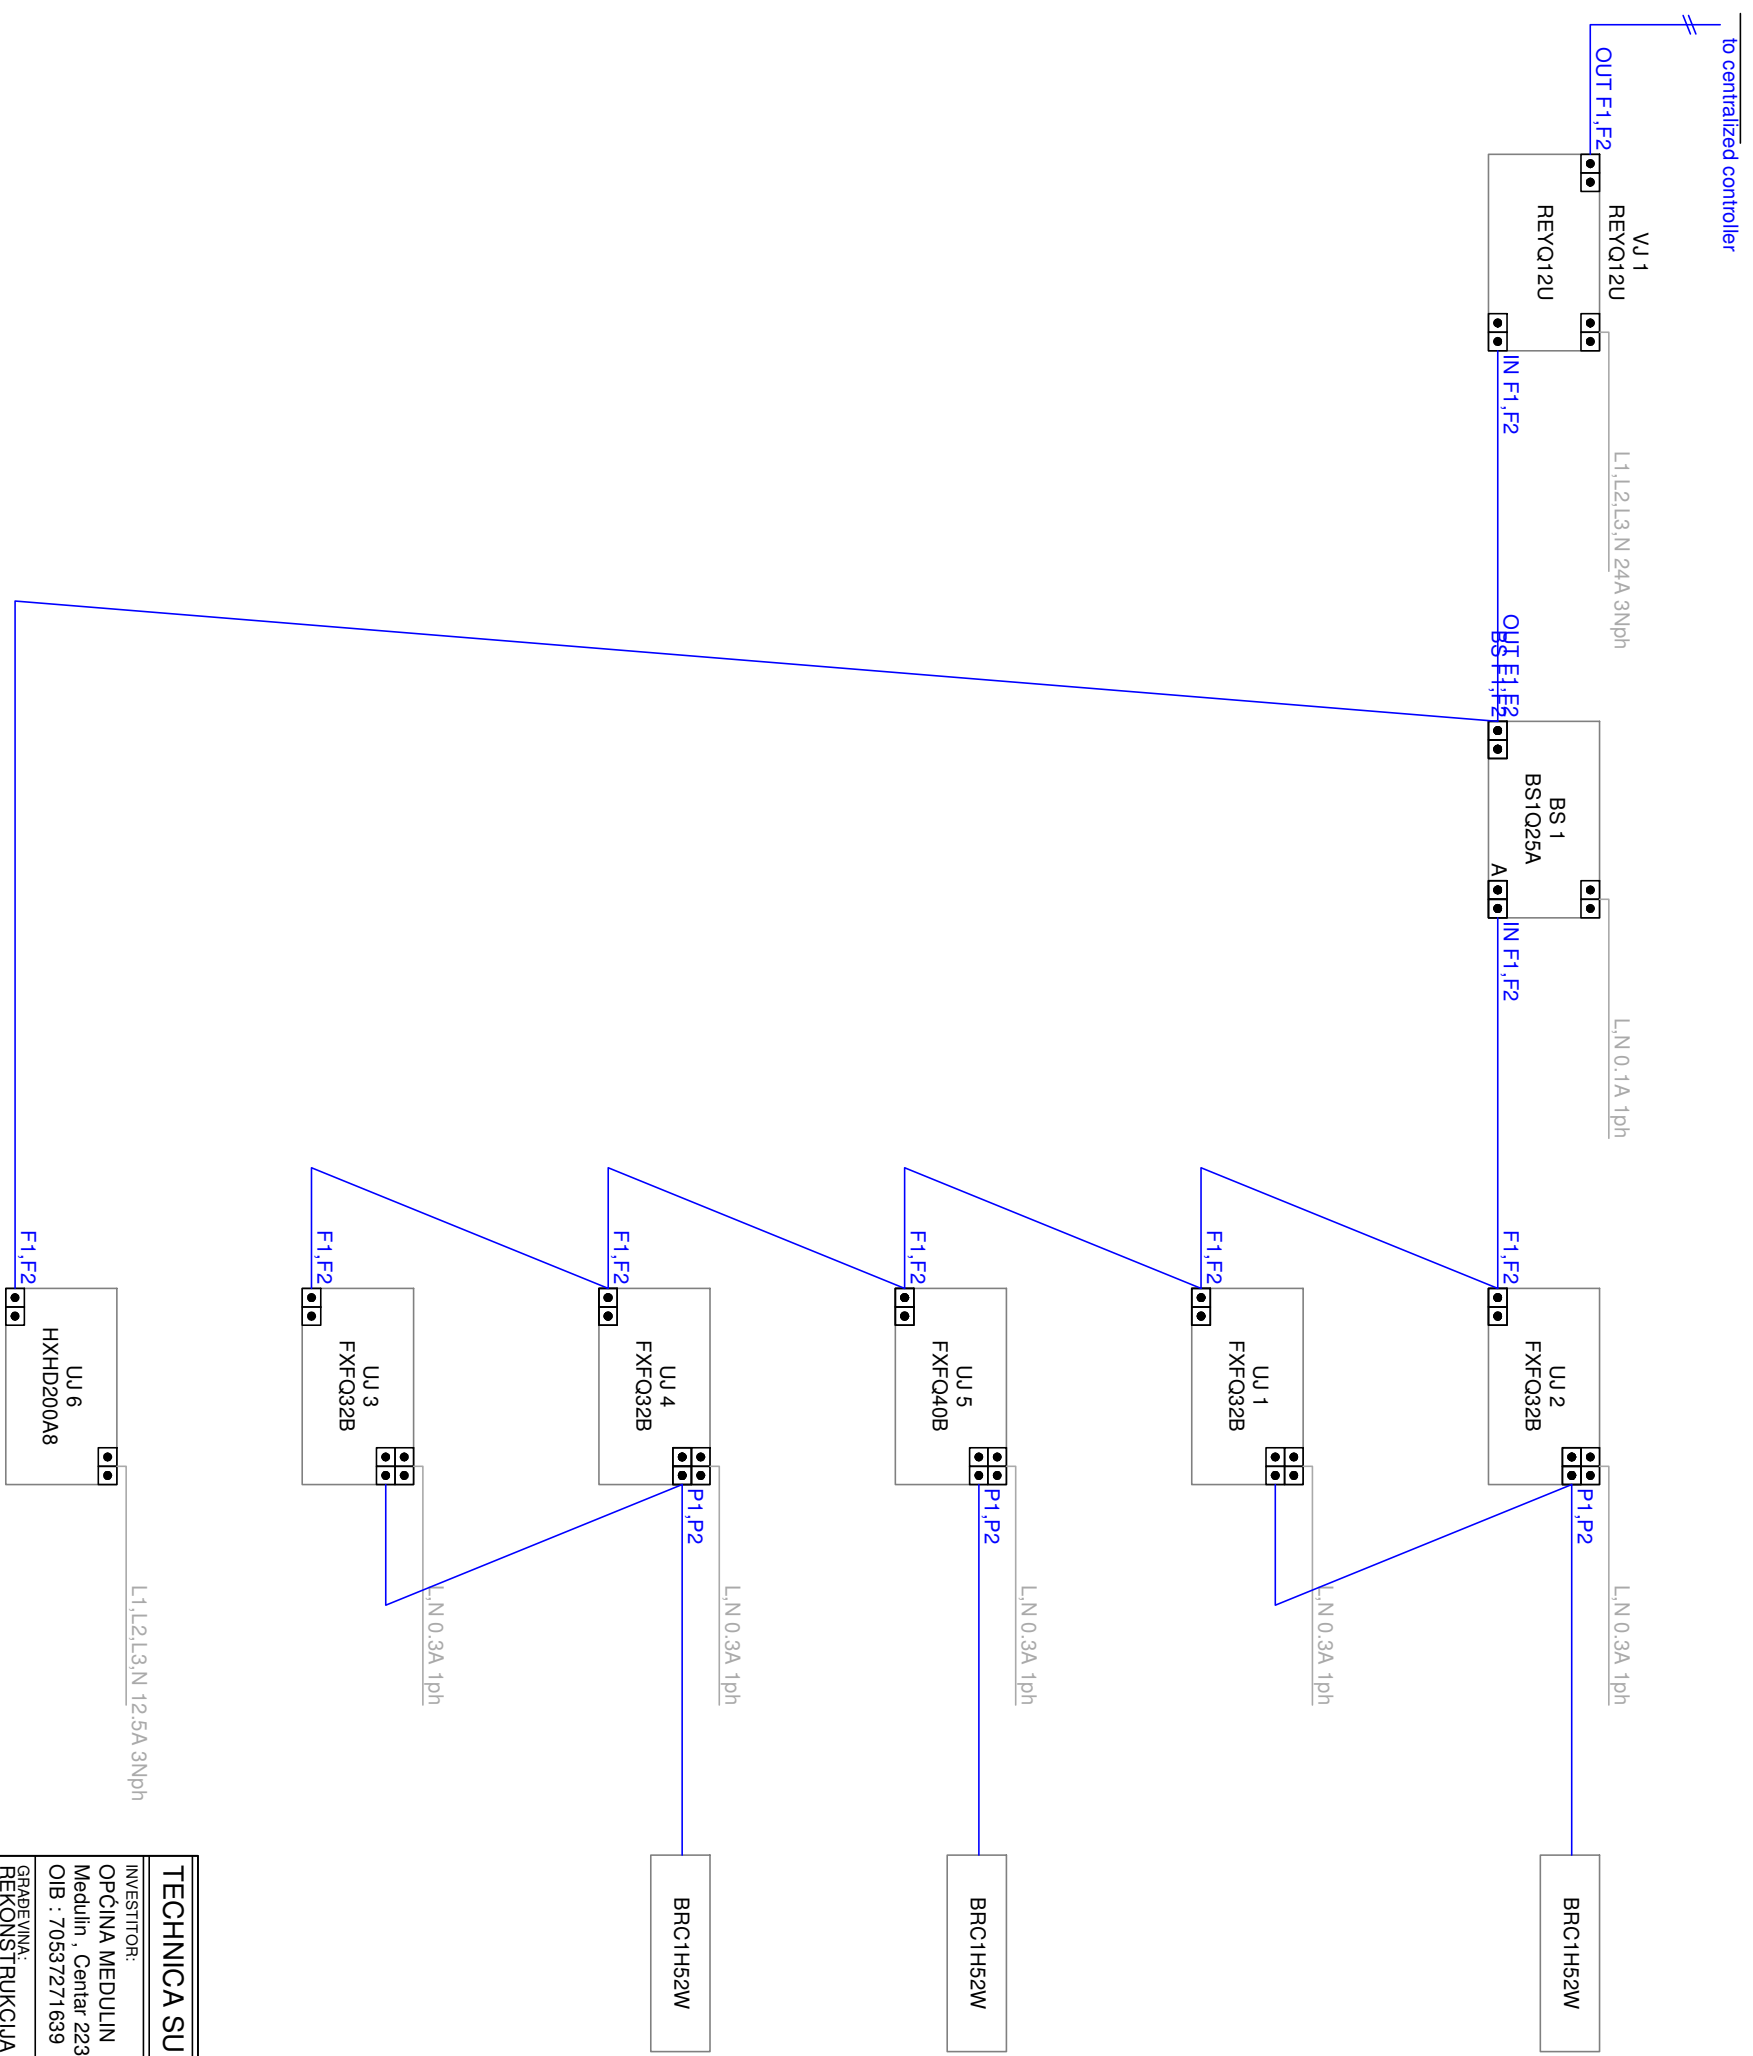 to centralized controller
OUT F1,F2
VJ 1
REYQ12U
REYQ12U
L1,L2,L3,N 24A 3Nph
IN F1,F2
OUT F1,F2
BS F1,F2
BS 1
BS1Q25A
A
L,N 0.1A 1ph
IN F1,F2
F1,F2
UJ 2
FXFQ32B
P1,P2
L,N 0.3A 1ph
BRC1H52W
F1,F2
UJ 1
FXFQ32B
L,N 0.3A 1ph
F1,F2
UJ 5
FXFQ40B
P1,P2
L,N 0.3A 1ph
BRC1H52W
F1,F2
UJ 4
FXFQ32B
P1,P2
L,N 0.3A 1ph
BRC1H52W
F1,F2
UJ 3
FXFQ32B
L,N 0.3A 1ph
F1,F2
UJ 6
HXHD200A8
L1,L2,L3,N 12.5A 3Nph
TECHNICA SU
INVESTITOR:
OPĆINA MEDULIN
Medulin , Centar 223
OIB : 70537271639
GRAĐEVINA:
REKONSTRUKCIJA